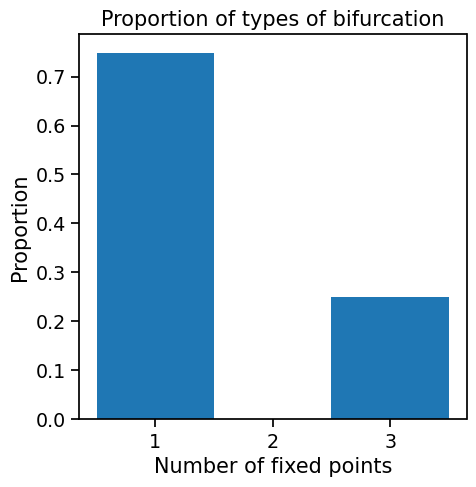 Proportion of types of bifurcation
Proportion
0.7
0.6
0.5
0.4
0.3
0.2
0.1
0.0
1 2 3
Number of fixed points